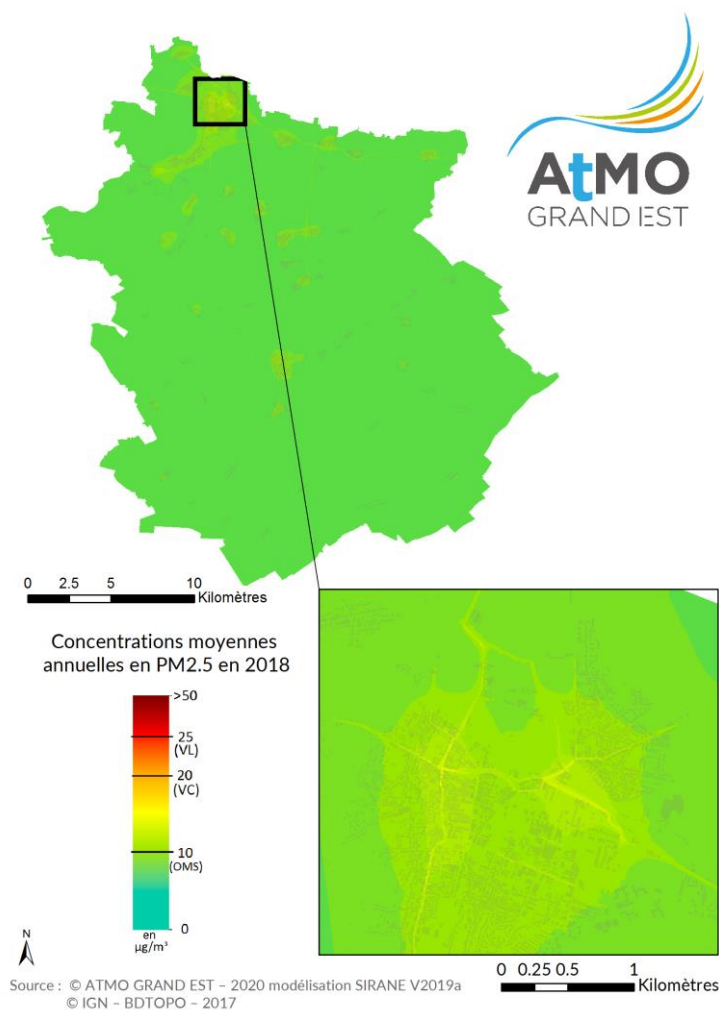 AtMO
GRAND EST
0 2.5 5 10
Kilomètres
Concentrations moyennes
annuelles en PM2.5 en 2018
>50
25
(VL)
20
(VC)
10
(OMS)
0
en
µg/m³
N
0 0.25 0.5 1
Kilomètres
Source : © ATMO GRAND EST – 2020 modélisation SIRANE V2019a
© IGN – BDTOPO – 2017